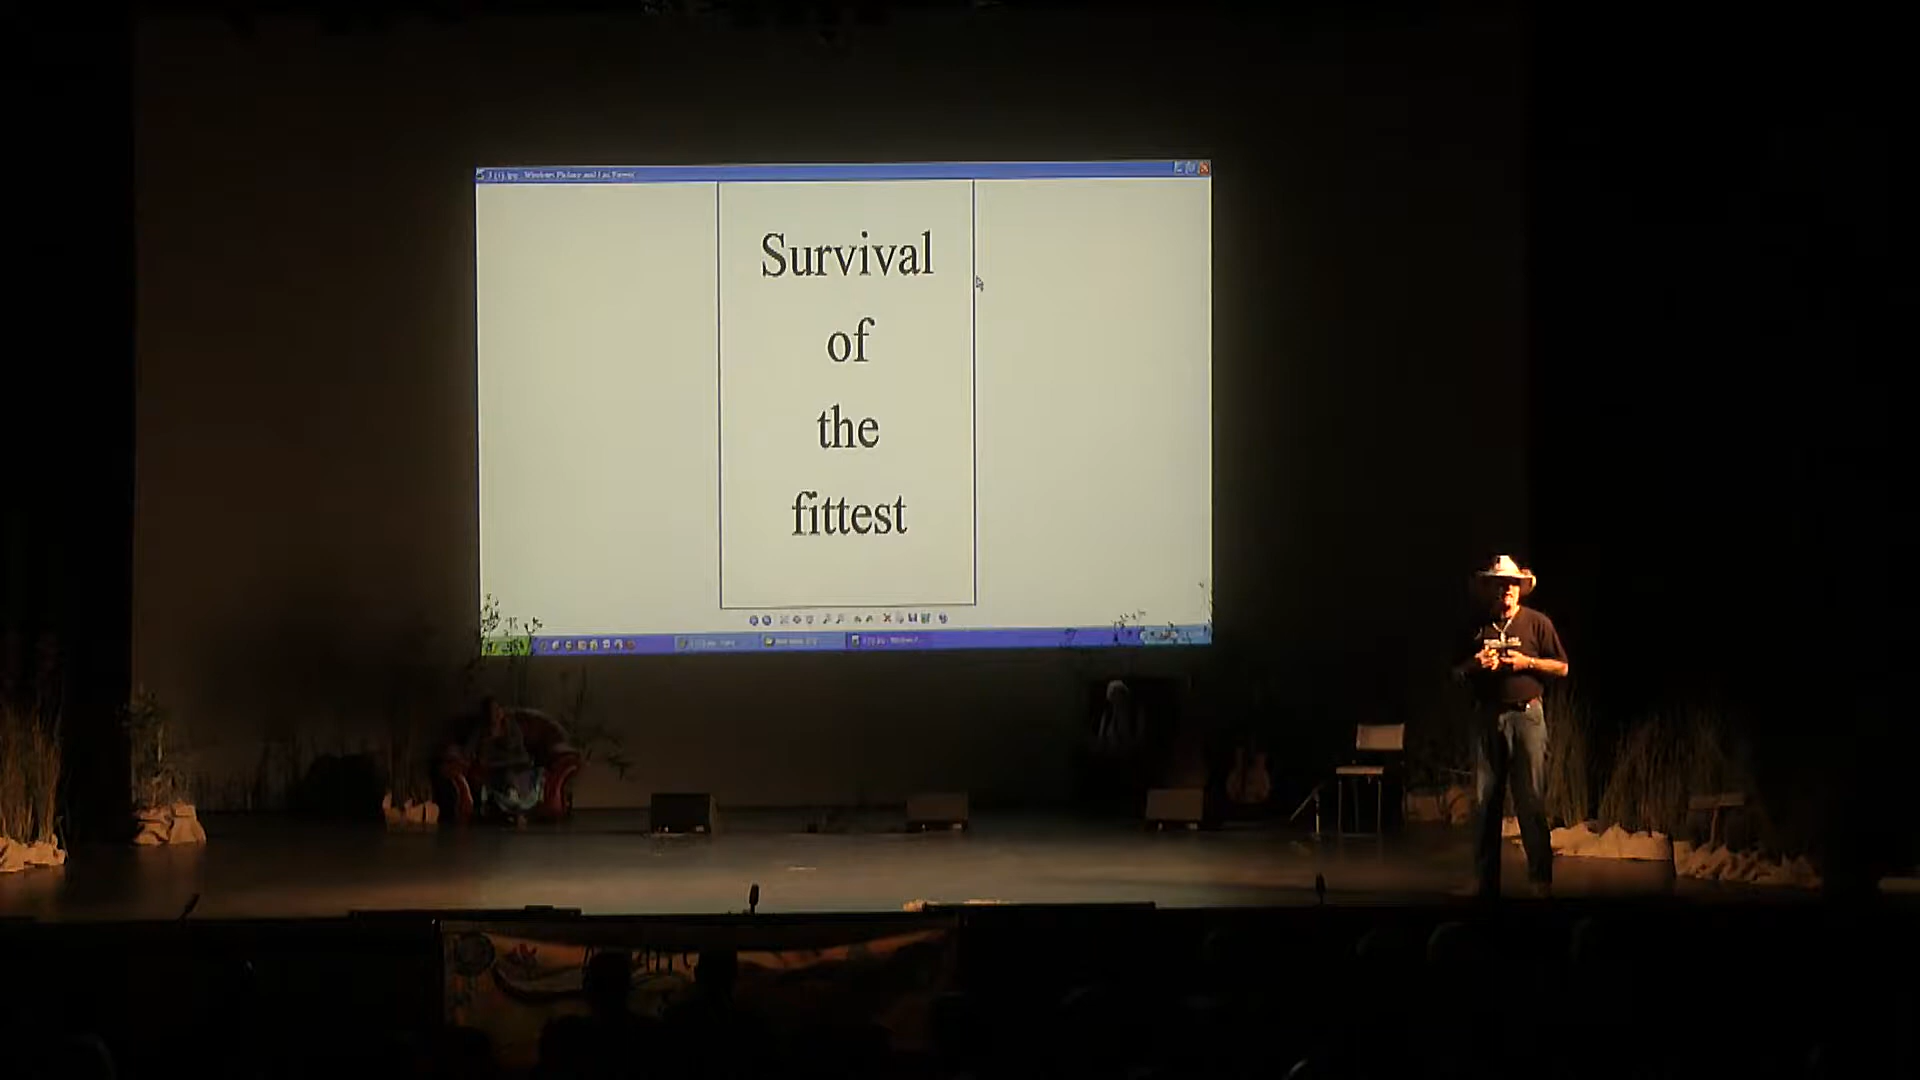 Survival
of
the
fittest